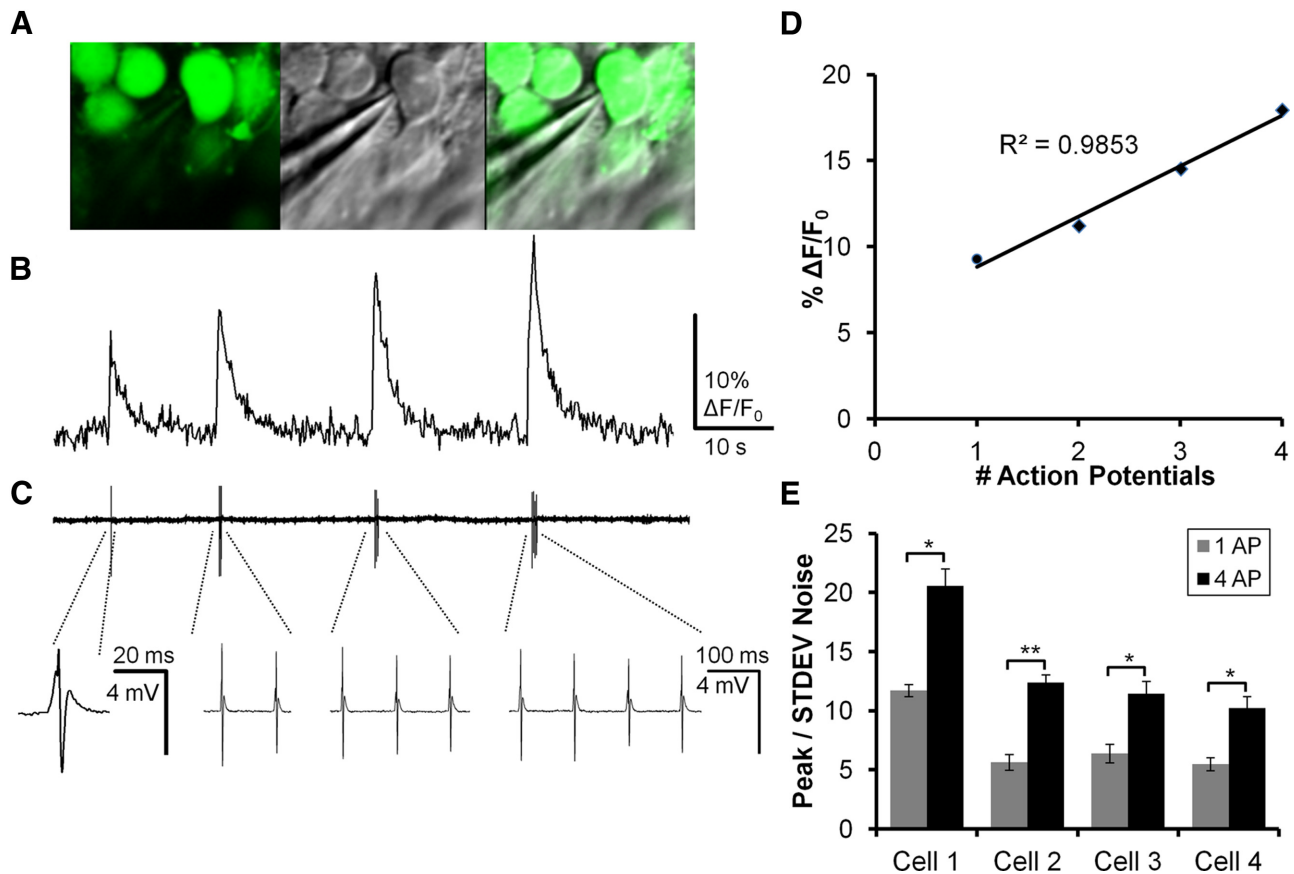 A
B
10%
ΔF/F₀
10 s
C
20 ms
4 mV
100 ms
4 mV
D
20
15
10
5
0
R² = 0.9853
% ΔF/F₀
0
1
2
3
4
# Action Potentials
E
25
20
15
10
5
0
Peak / STDEV Noise
*
**
*
*
1 AP
4 AP
Cell 1
Cell 2
Cell 3
Cell 4